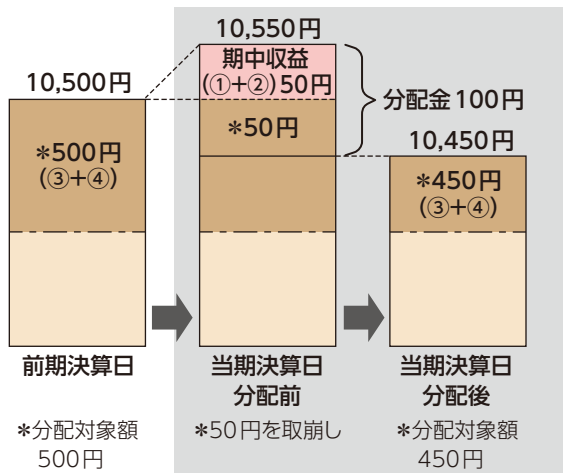 10,500円
*500円
(③+④)
前期決算日
*分配対象額
500円
10,550円
期中収益
(①+②)50円
*50円
分配金100円
当期決算日
分配前
*50円を取崩し
10,450円
*450円
(③+④)
当期決算日
分配後
*分配対象額
450円